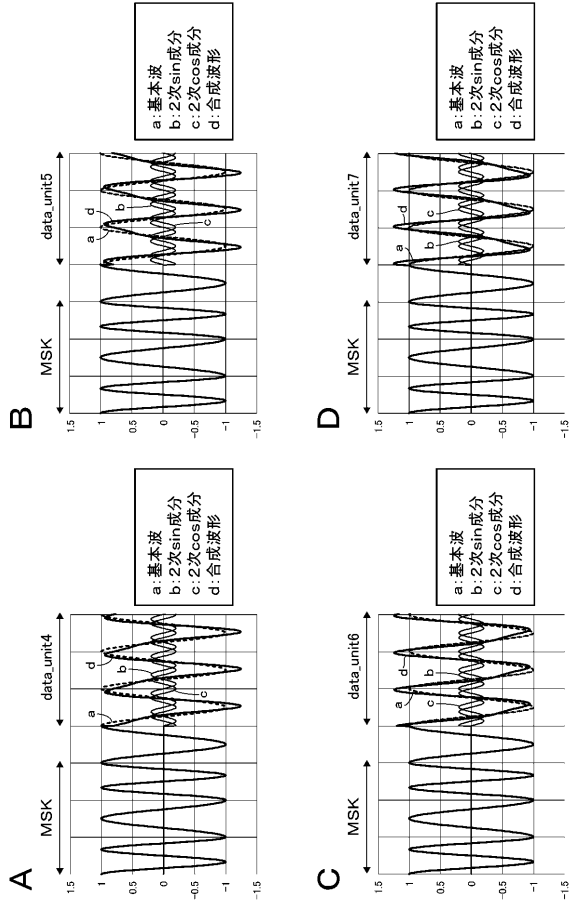 A
MSK
data_unit4
1.5
1
0.5
0
-0.5
-1
-1.5
a
d
b
c
a:基本波
b:2次sin成分
c:2次cos成分
d:合成波形
B
MSK
data_unit5
1.5
1
0.5
0
-0.5
-1
-1.5
a
d
b
c
a:基本波
b:2次sin成分
c:2次cos成分
d:合成波形
C
MSK
data_unit6
1.5
1
0.5
0
-0.5
-1
-1.5
c
a
b
d
a:基本波
b:2次sin成分
c:2次cos成分
d:合成波形
D
MSK
data_unit7
1.5
1
0.5
0
-0.5
-1
-1.5
a
b
c
d
a:基本波
b:2次sin成分
c:2次cos成分
d:合成波形